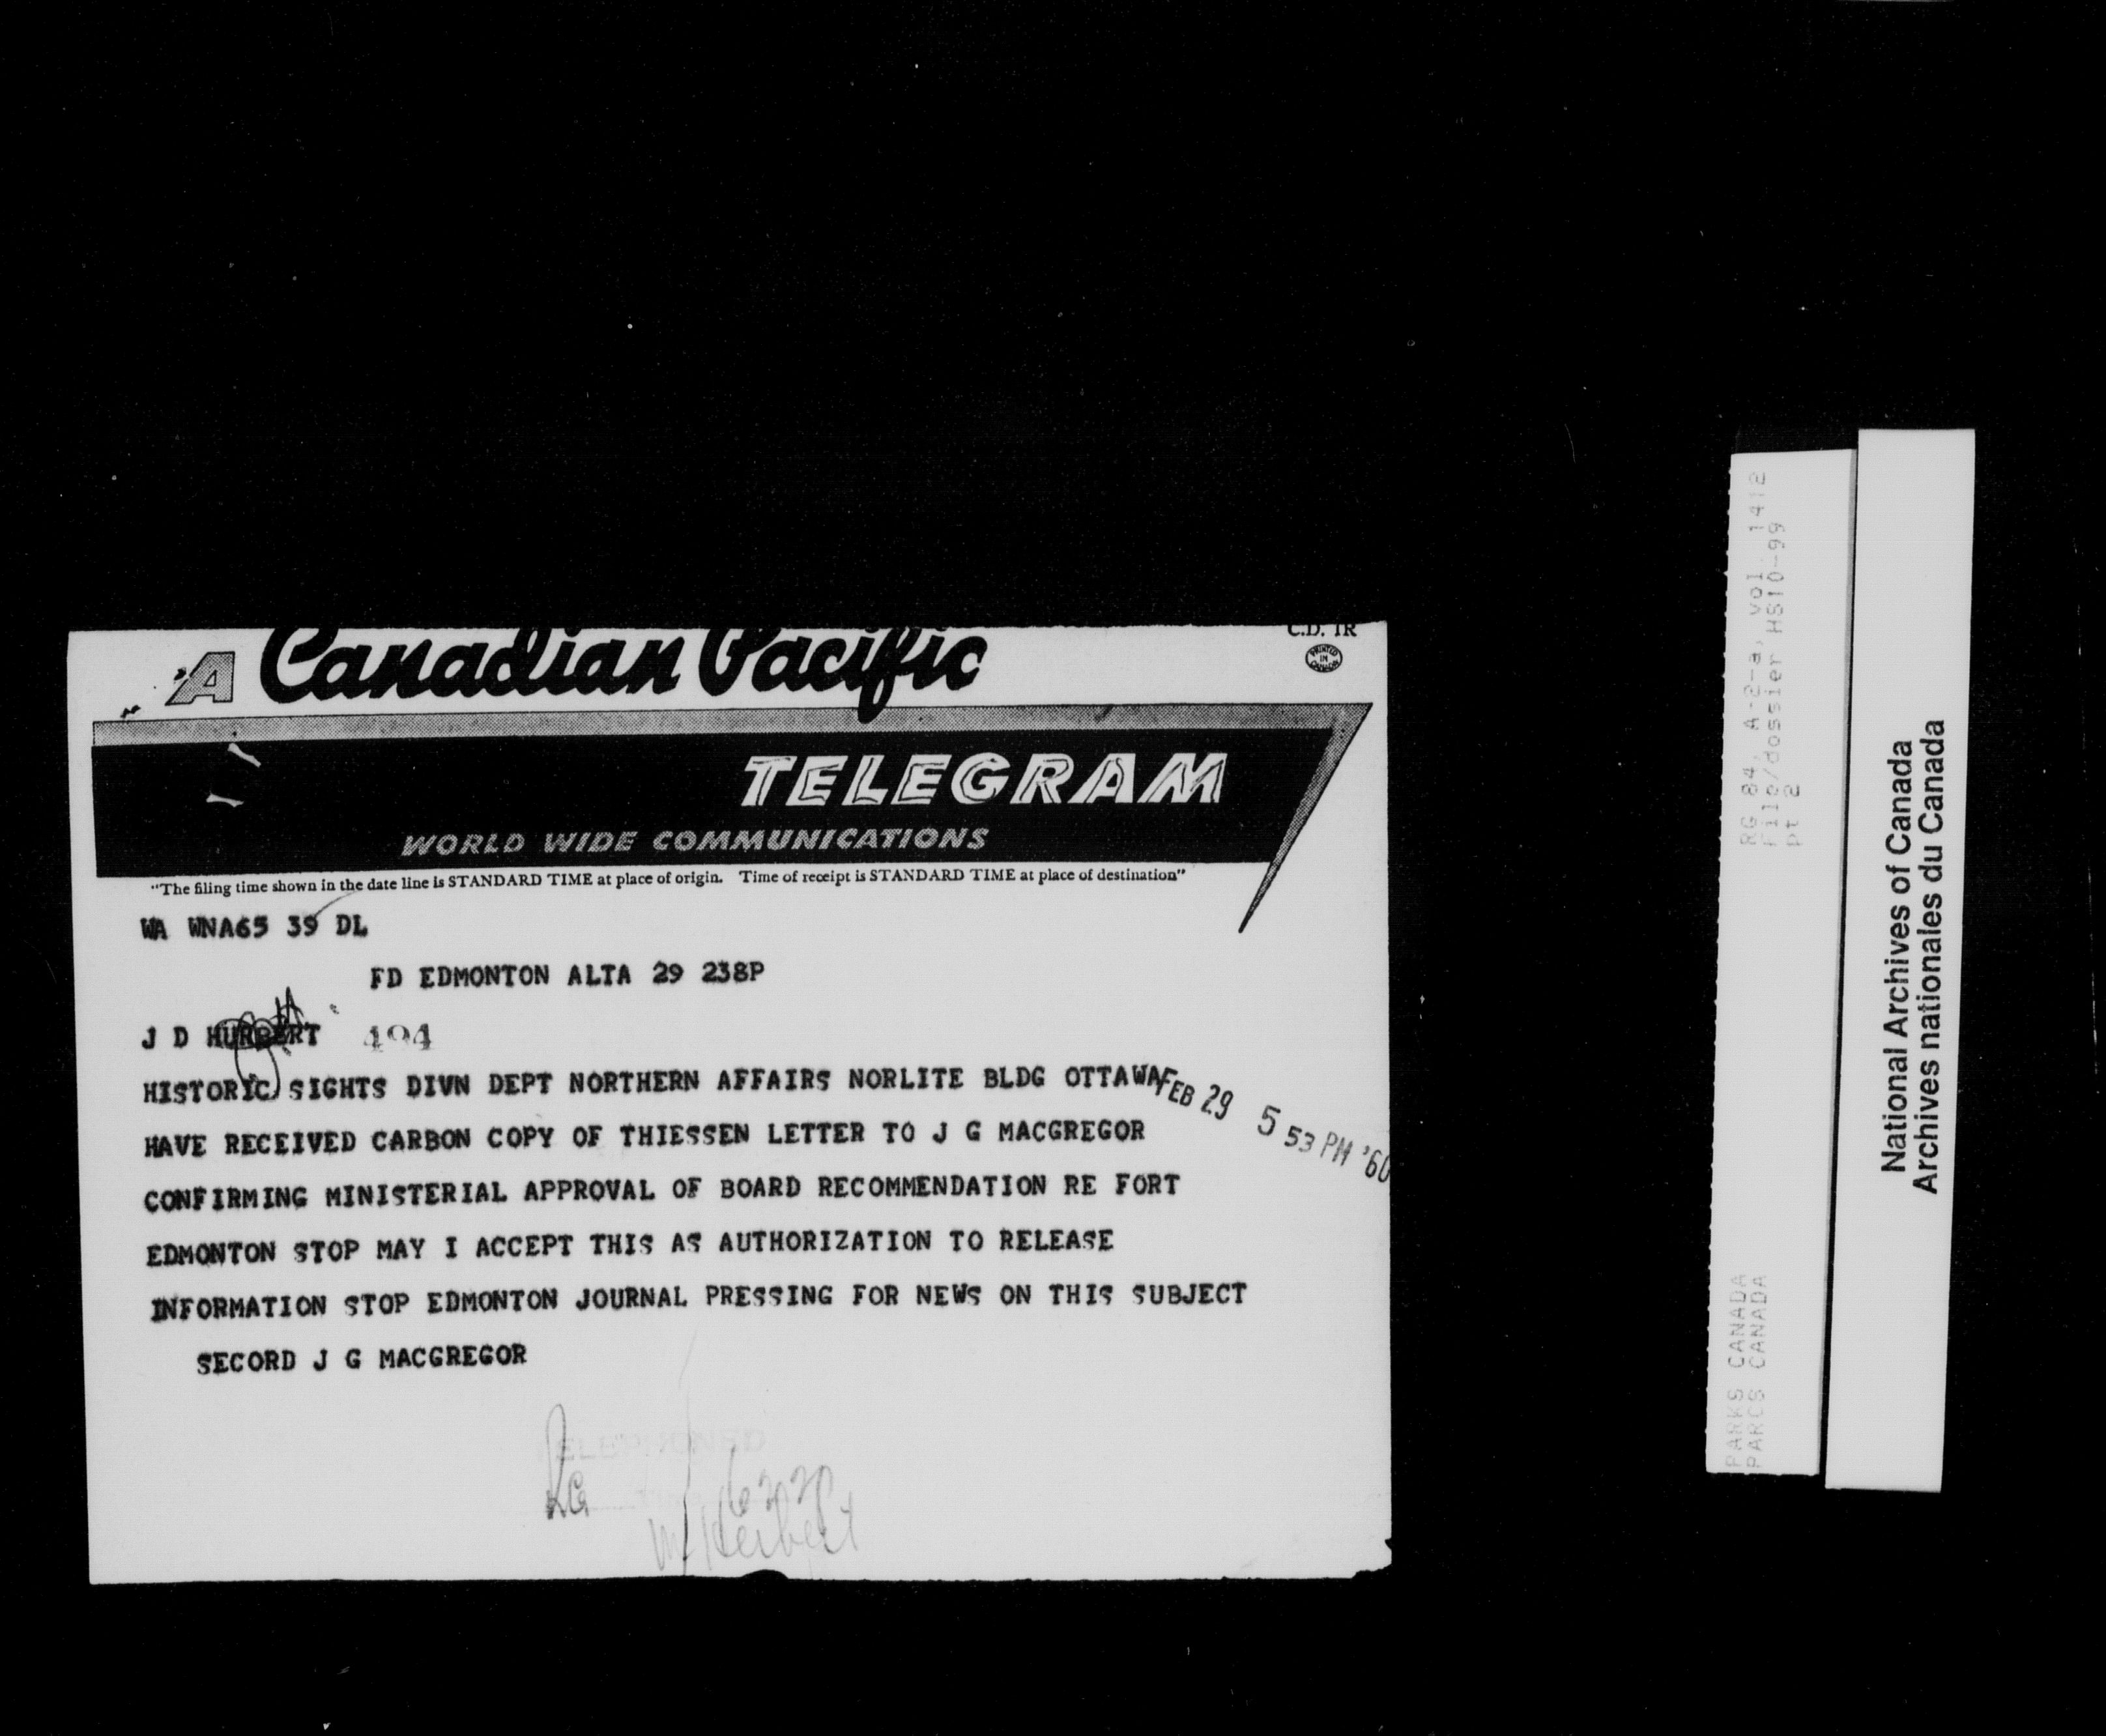 'A Canadian Pacific
C.D. 1R
PRINTED IN CANADA
TELEGRAM
WORLD WIDE COMMUNICATIONS
"The filing time shown in the date line is STANDARD TIME at place of origin. Time of receipt is STANDARD TIME at place of destination"
WA WNA65 39 DL
FD EDMONTON ALTA 29 238P
J D HURBERT 494
HISTORIC SIGHTS DIVN DEPT NORTHERN AFFAIRS NORLITE BLDG OTTAWA
FEB 29 5 53 PM '60
HAVE RECEIVED CARBON COPY OF THIESSEN LETTER TO J G MACGREGOR
CONFIRMING MINISTERIAL APPROVAL OF BOARD RECOMMENDATION RE FORT
EDMONTON STOP MAY I ACCEPT THIS AS AUTHORIZATION TO RELEASE
INFORMATION STOP EDMONTON JOURNAL PRESSING FOR NEWS ON THIS SUBJECT
SECORD J G MACGREGOR
TELEPHONED
Herbert
RG 84, A-2-a, vol. 1412
File/dossier HS10-99
pt 2
PARKS CANADA
PARCS CANADA
National Archives of Canada
Archives nationales du Canada